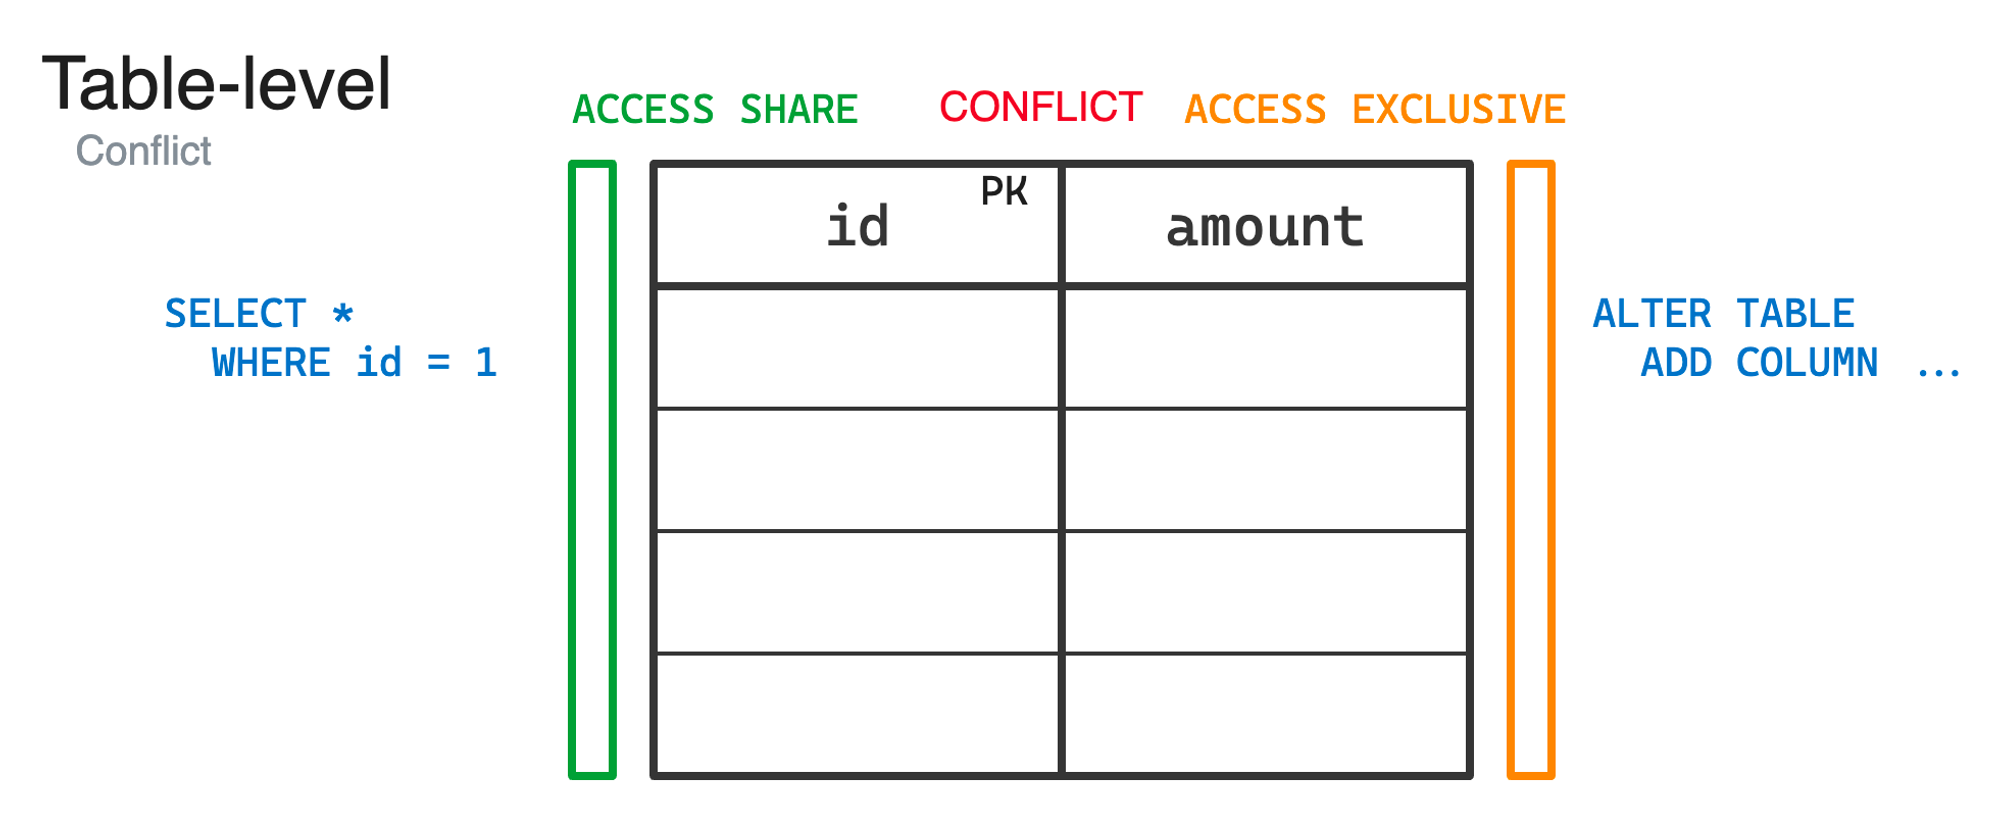 Table-level
Conflict
ACCESS SHARE CONFLICT ACCESS EXCLUSIVE
id PK amount
SELECT *
WHERE id = 1
ALTER TABLE
ADD COLUMN ...